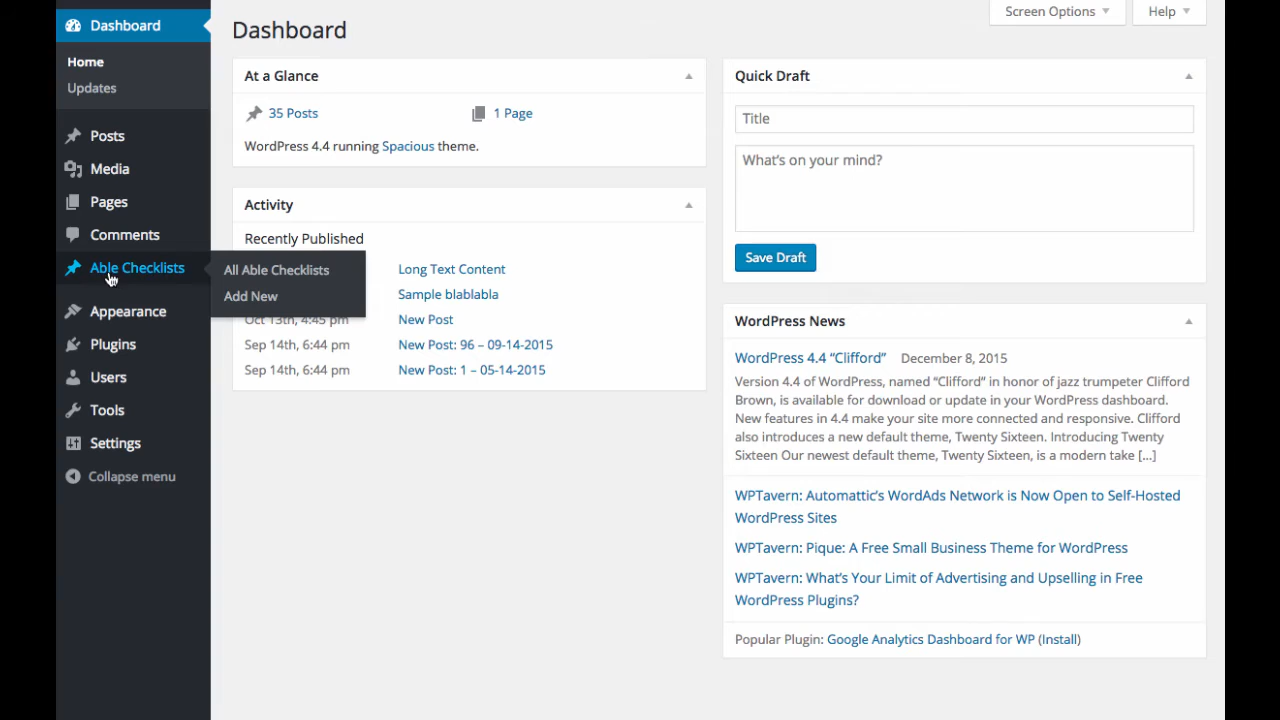 Dashboard
Home
Updates
Posts
Media
Pages
Comments
Able Checklists
All Able Checklists
Add New
Appearance
Plugins
Users
Tools
Settings
Collapse menu
Screen Options
Help
Dashboard
At a Glance
35 Posts
1 Page
WordPress 4.4 running Spacious theme.
Activity
Recently Published
Long Text Content
Sample blablabla
Oct 13th, 4:45 pm New Post
Sep 14th, 6:44 pm New Post: 96 – 09-14-2015
Sep 14th, 6:44 pm New Post: 1 – 05-14-2015
Quick Draft
Title
What's on your mind?
Save Draft
WordPress News
WordPress 4.4 “Clifford” December 8, 2015
Version 4.4 of WordPress, named “Clifford” in honor of jazz trumpeter Clifford
Brown, is available for download or update in your WordPress dashboard.
New features in 4.4 make your site more connected and responsive. Clifford
also introduces a new default theme, Twenty Sixteen. Introducing Twenty
Sixteen Our newest default theme, Twenty Sixteen, is a modern take [...]
WPTavern: Automattic's WordAds Network is Now Open to Self-Hosted
WordPress Sites
WPTavern: Pique: A Free Small Business Theme for WordPress
WPTavern: What's Your Limit of Advertising and Upselling in Free
WordPress Plugins?
Popular Plugin: Google Analytics Dashboard for WP (Install)